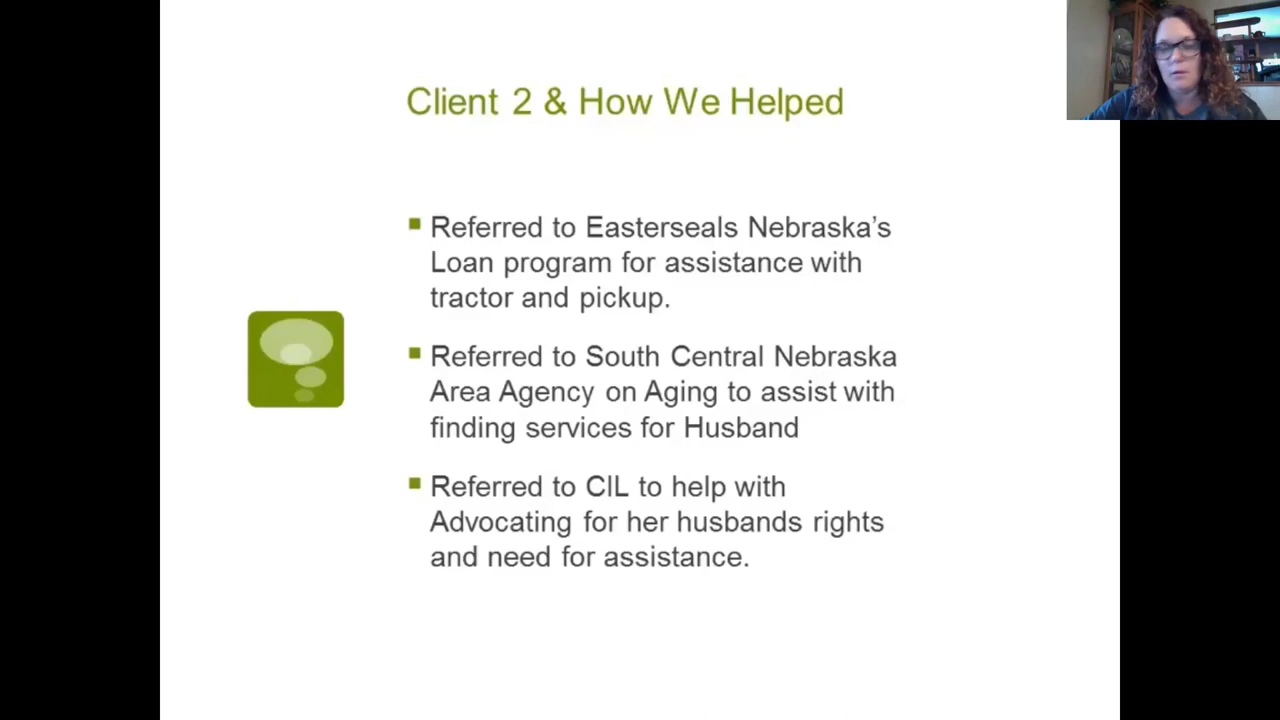 Client 2 & How We Helped
Referred to Easterseals Nebraska's
Loan program for assistance with
tractor and pickup.
Referred to South Central Nebraska
Area Agency on Aging to assist with
finding services for Husband
Referred to CIL to help with
Advocating for her husbands rights
and need for assistance.